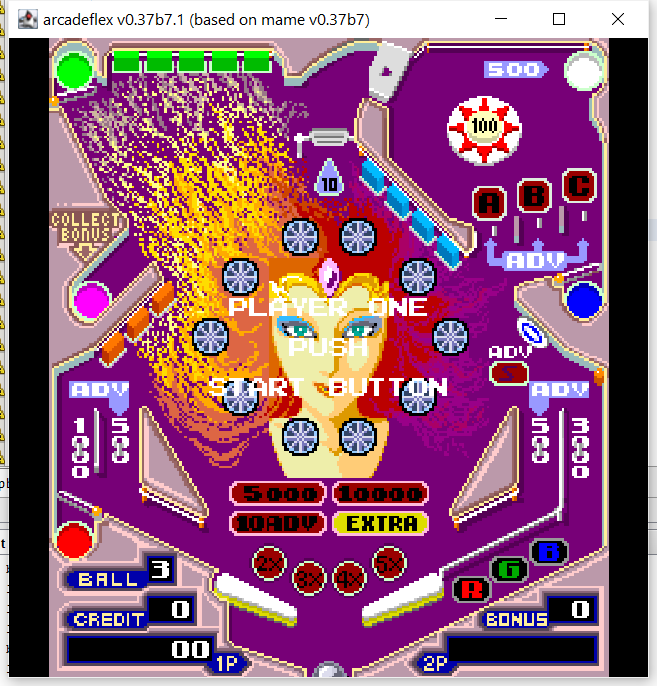 arcadeflex v0.37b7.1 (based on mame v0.37b7)
500
100
A B C
10
COLLECT
BONUS
ADV
PLAYER ONE
PUSH
START BUTTON
ADV
ADV
ADV
1000
500
500
3000
5000
10000
10ADV
EXTRA
2X 3X 4X 5X
R G B
BALL 3
CREDIT 0
BONUS 0
00 1P
2P